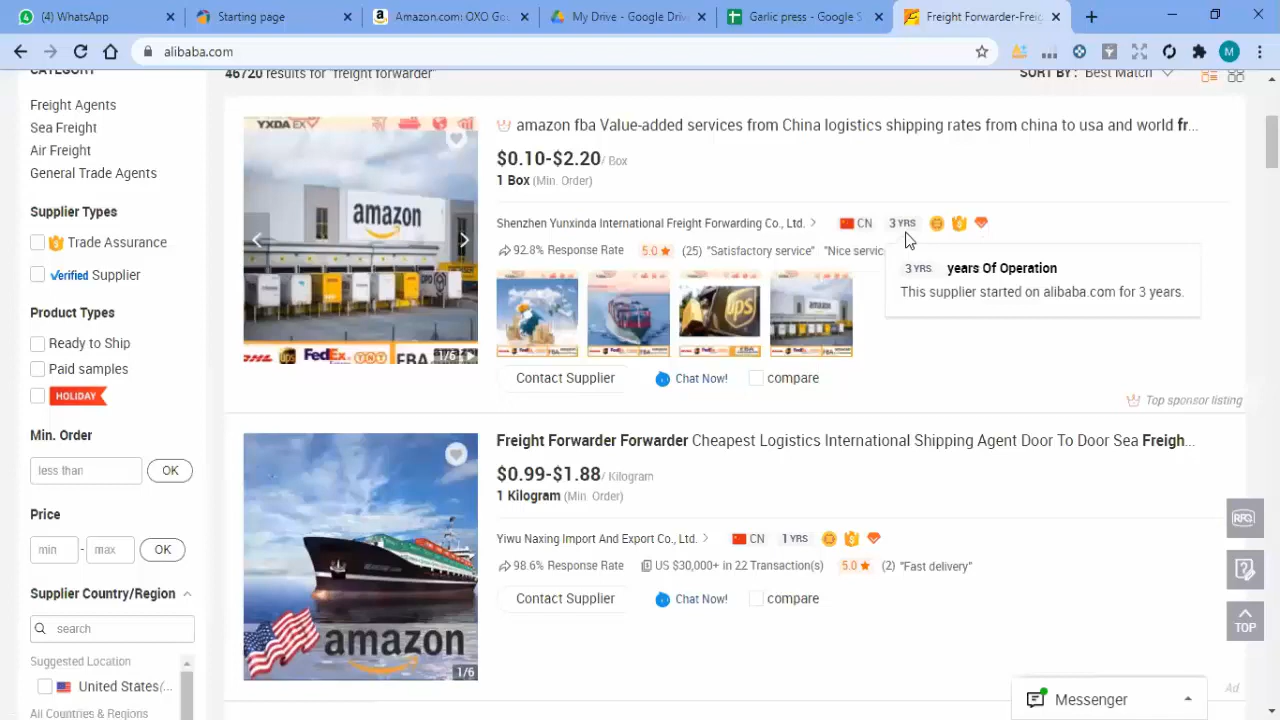 4
(4) WhatsApp
Amazon.com: OXO Go
My Drive - Google Drive
Garlic press - Google S
Freight Forwarder-Freig
alibaba.com
M
CATEGORY
Freight Agents
Sea Freight
Air Freight
General Trade Agents
Supplier Types
Trade Assurance
Verified Supplier
Product Types
Ready to Ship
Paid samples
HOLIDAY
Min. Order
less than
OK
Price
min - max OK
Supplier Country/Region
search
Suggested Location
United States/...
All Countries & Regions
46720 results for "freight forwarder"
SORT BY : Best Match
YXDA EX
amazon
DHL ups FedEx TNT FBA
1/6
amazon fba Value-added services from China logistics shipping rates from china to usa and world fr...
$0.10-$2.20 / Box
1 Box (Min. Order)
Shenzhen Yunxinda International Freight Forwarding Co., Ltd. CN 3 YRS
92.8% Response Rate 5.0 (25) "Satisfactory service" "Nice servic
3 YRS years Of Operation
This supplier started on alibaba.com for 3 years.
ups
Contact Supplier Chat Now! compare
Top sponsor listing
amazon
1/6
Freight Forwarder Forwarder Cheapest Logistics International Shipping Agent Door To Door Sea Freigh...
$0.99-$1.88 / Kilogram
1 Kilogram (Min. Order)
Yiwu Naxing Import And Export Co., Ltd. CN 1 YRS
98.6% Response Rate US $30,000+ in 22 Transaction(s) 5.0 (2) "Fast delivery"
Contact Supplier Chat Now! compare
Ad
RFQ
TOP
Messenger